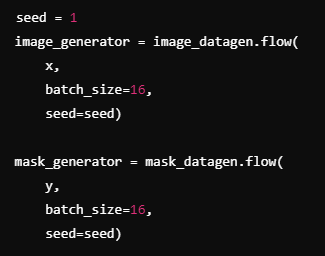 seed = 1
image_generator = image_datagen.flow(
    x,
    batch_size=16,
    seed=seed)

mask_generator = mask_datagen.flow(
    y,
    batch_size=16,
    seed=seed)